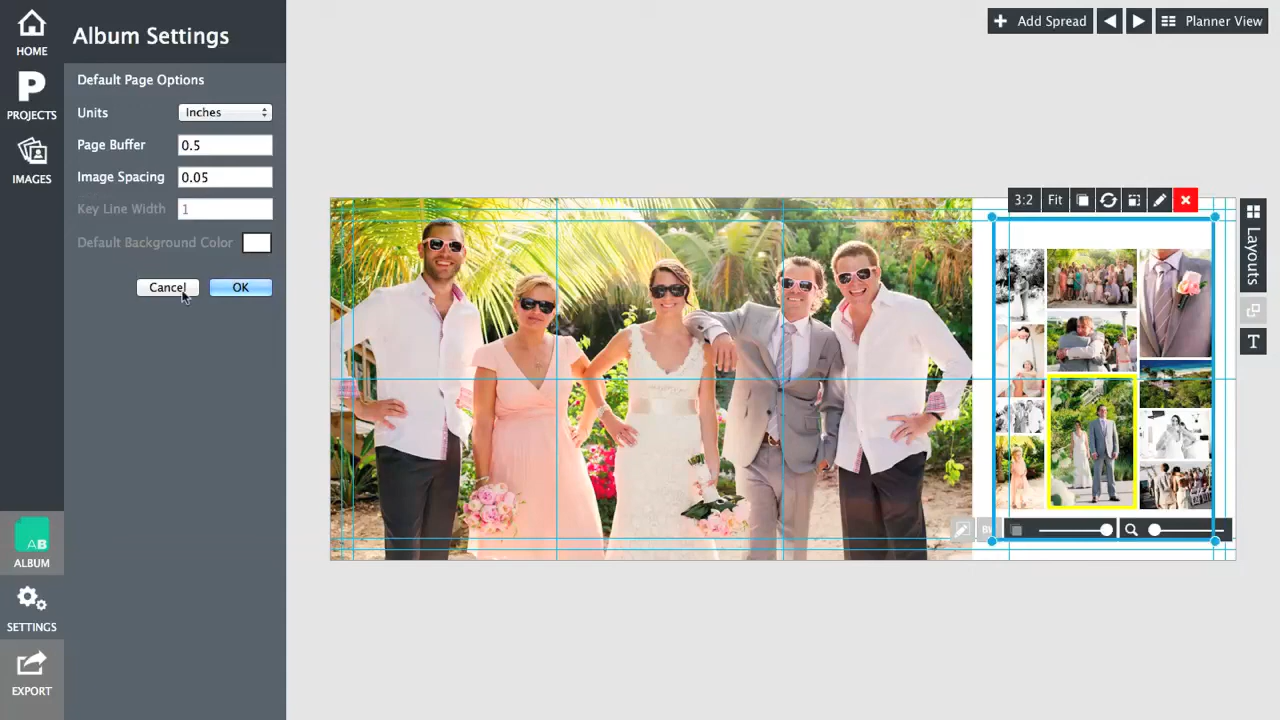 HOME
PROJECTS
IMAGES
AB
ALBUM
SETTINGS
EXPORT
Album Settings
Default Page Options
Units Inches
Page Buffer 0.5
Image Spacing 0.05
Key Line Width 1
Default Background Color
Cancel OK
Add Spread Planner View
3:2 Fit
Layouts
T